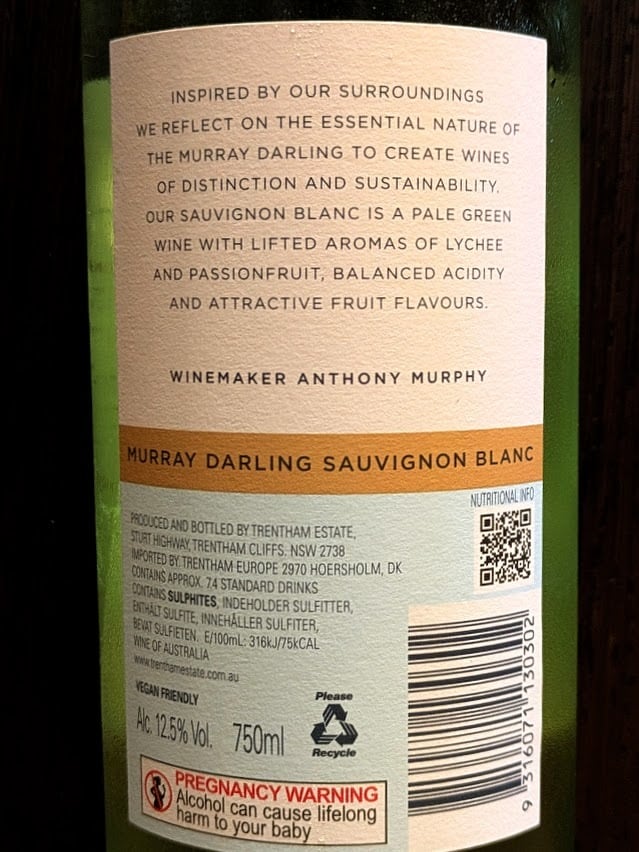 INSPIRED BY OUR SURROUNDINGS
WE REFLECT ON THE ESSENTIAL NATURE OF
THE MURRAY DARLING TO CREATE WINES
OF DISTINCTION AND SUSTAINABILITY.
OUR SAUVIGNON BLANC IS A PALE GREEN
WINE WITH LIFTED AROMAS OF LYCHEE
AND PASSIONFRUIT, BALANCED ACIDITY
AND ATTRACTIVE FRUIT FLAVOURS.
WINEMAKER ANTHONY MURPHY
MURRAY DARLING SAUVIGNON BLANC
PRODUCED AND BOTTLED BY TRENTHAM ESTATE,
STURT HIGHWAY, TRENTHAM CLIFFS. NSW 2738
IMPORTED BY: TRENTHAM EUROPE 2970 HOERSHOLM, DK
CONTAINS APPROX. 7.4 STANDARD DRINKS
CONTAINS SULPHITES, INDEHOLDER SULFITTER,
ENTHÄLT SULFITE, INNEHÅLLER SULFITER,
BEVAT SULFIETEN. E/100mL: 316kJ/75kCAL
WINE OF AUSTRALIA
www.trenthamestate.com.au
VEGAN FRIENDLY
Alc. 12.5% Vol. 750ml
Please
Recycle
PREGNANCY WARNING
Alcohol can cause lifelong
harm to your baby
NUTRITIONAL INFO
9 316071 130302